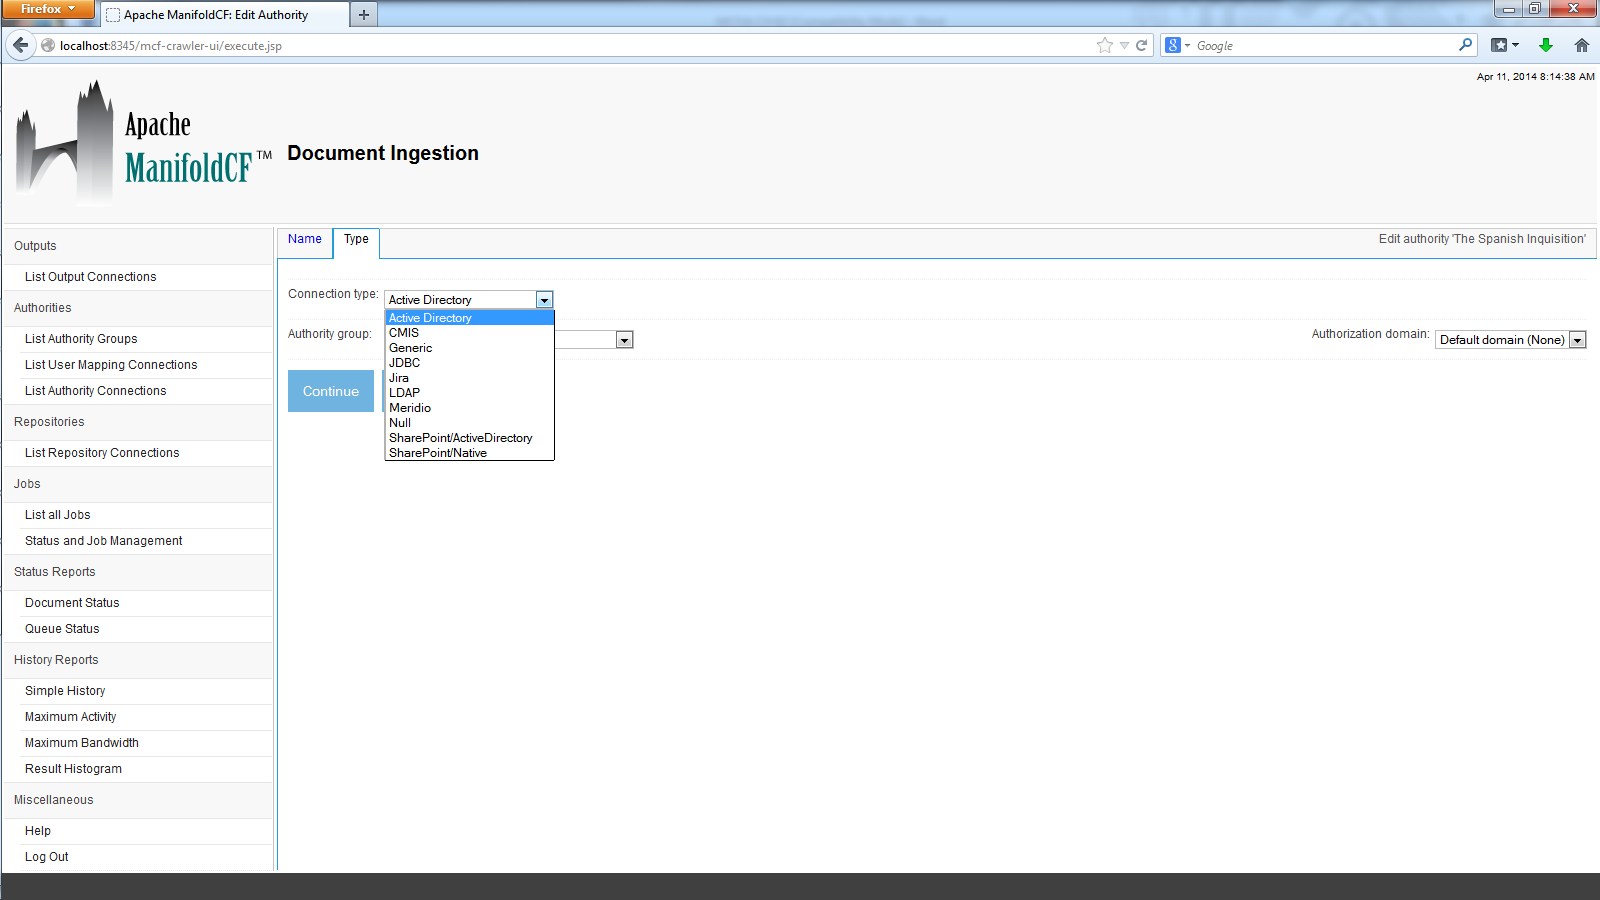 Firefox
Apache ManifoldCF: Edit Authority
localhost:8345/mcf-crawler-ui/execute.jsp
Google
Apr 11, 2014 8:14:38 AM
Apache
ManifoldCF™
Document Ingestion
Outputs
List Output Connections
Authorities
List Authority Groups
List User Mapping Connections
List Authority Connections
Repositories
List Repository Connections
Jobs
List all Jobs
Status and Job Management
Status Reports
Document Status
Queue Status
History Reports
Simple History
Maximum Activity
Maximum Bandwidth
Result Histogram
Miscellaneous
Help
Log Out
Name
Type
Edit authority 'The Spanish Inquisition'
Connection type: Active Directory
Active Directory
CMIS
Generic
JDBC
Jira
LDAP
Meridio
Null
SharePoint/ActiveDirectory
SharePoint/Native
Authority group:
Authorization domain: Default domain (None)
Continue